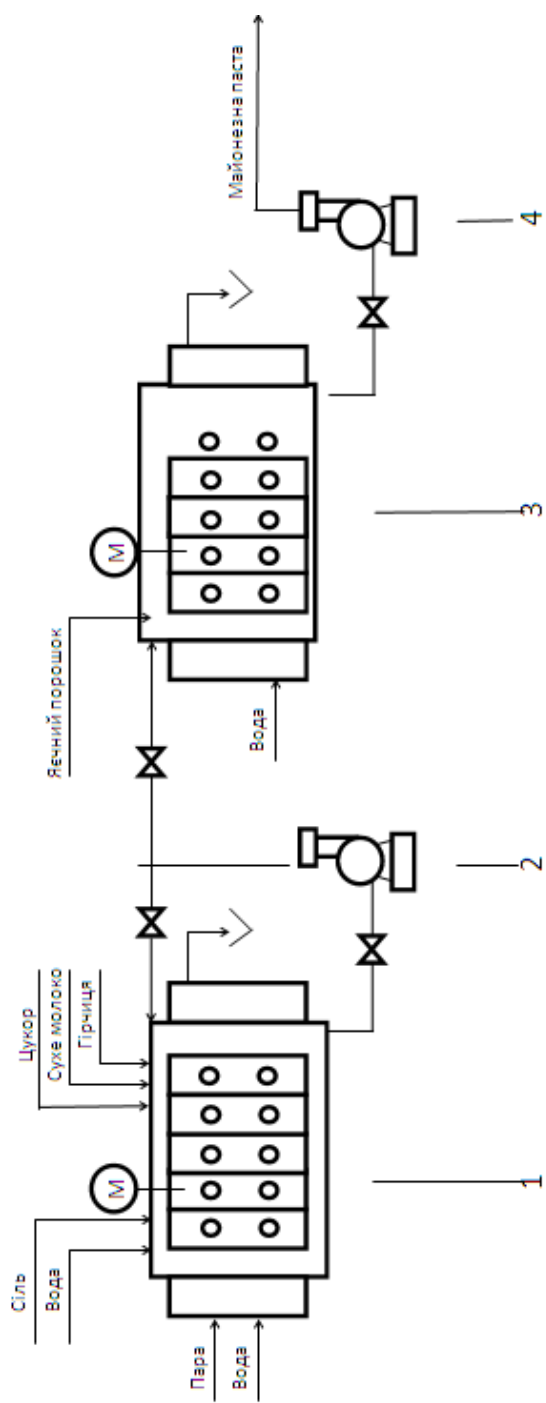 Сіль
Вода
Цукор
Сухе молоко
Гірчиця
Яєчний порошок
Майонезна паста
М
М
Пара
Вода
Вода
1
2
3
4